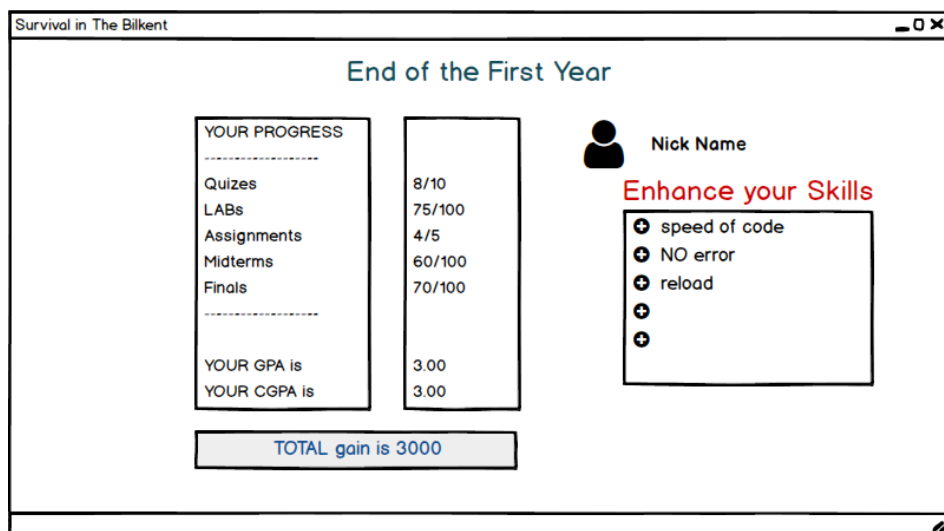 Survival in The Bilkent
End of the First Year
YOUR PROGRESS
-------------------
Quizes 8/10
LABs 75/100
Assignments 4/5
Midterms 60/100
Finals 70/100
-------------------
YOUR GPA is 3.00
YOUR CGPA is 3.00
TOTAL gain is 3000
Nick Name
Enhance your Skills
speed of code
NO error
reload